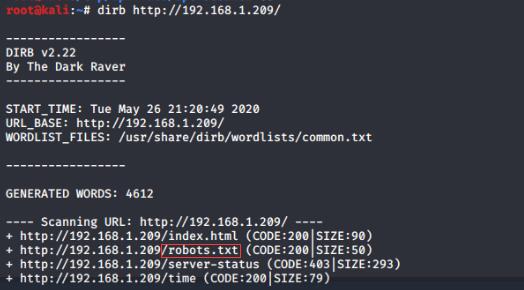 root@kali:~# dirb http://192.168.1.209/
-----------------
DIRB v2.22
By The Dark Raver
-----------------
START_TIME: Tue May 26 21:20:49 2020
URL_BASE: http://192.168.1.209/
WORDLIST_FILES: /usr/share/dirb/wordlists/common.txt
-----------------
GENERATED WORDS: 4612
---- Scanning URL: http://192.168.1.209/ ----
+ http://192.168.1.209/index.html (CODE:200|SIZE:90)
+ http://192.168.1.209/robots.txt (CODE:200|SIZE:50)
+ http://192.168.1.209/server-status (CODE:403|SIZE:293)
+ http://192.168.1.209/time (CODE:200|SIZE:79)